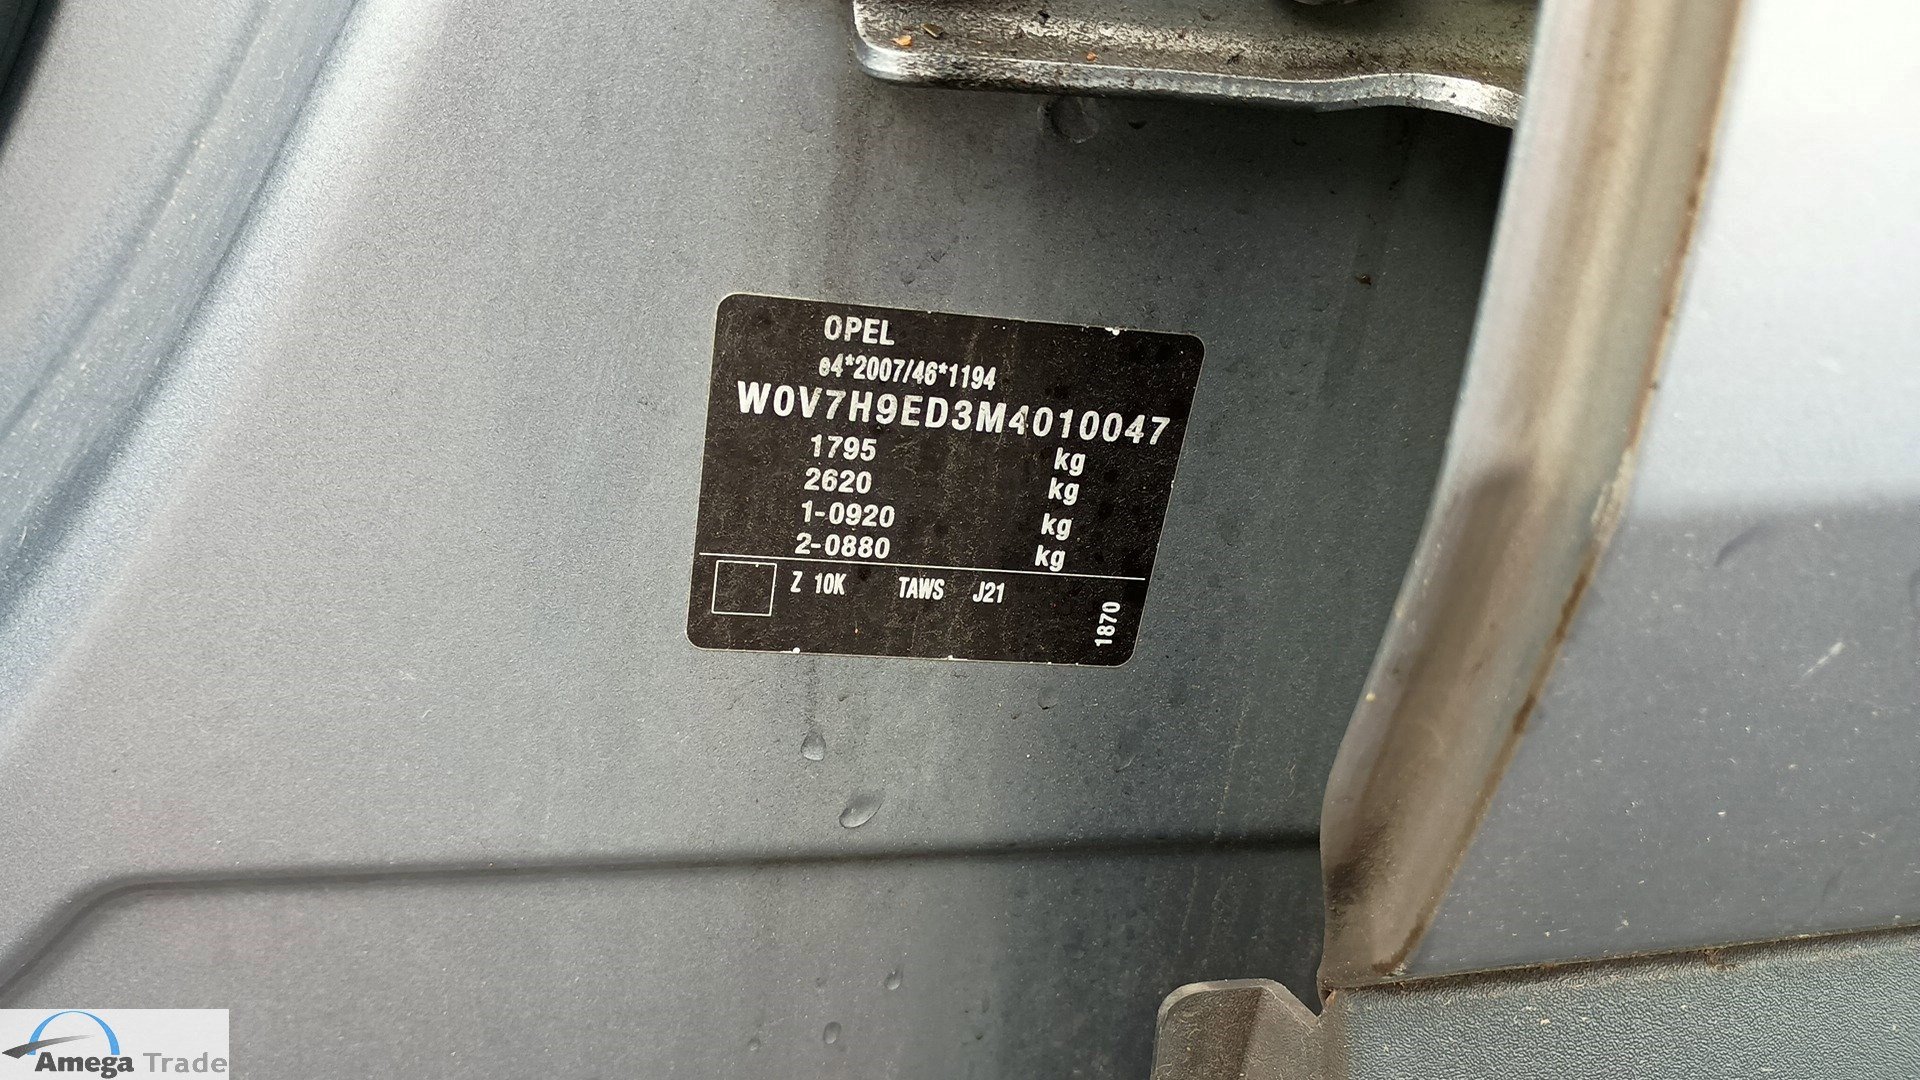 OPEL
e4*2007/46*1194
W0V7H9ED3M4010047
1795 kg
2620 kg
1-0920 kg
2-0880 kg
Z 10K TAWS J21
1870
Amega Trade